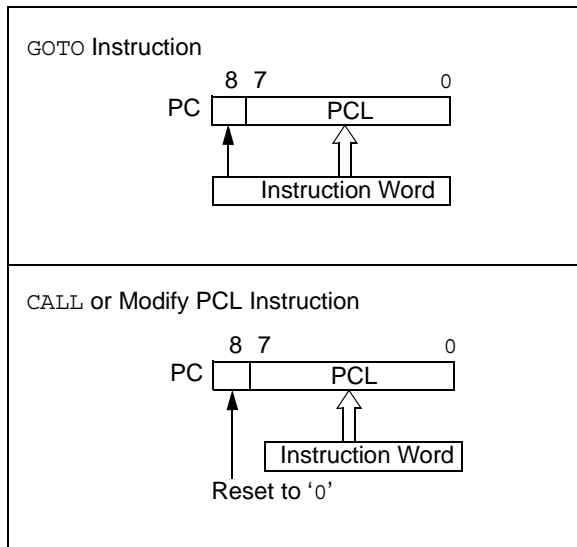 GOTO Instruction
8 7 0
PC PCL
Instruction Word
CALL or Modify PCL Instruction
8 7 0
PC PCL
Instruction Word
Reset to ‘0’